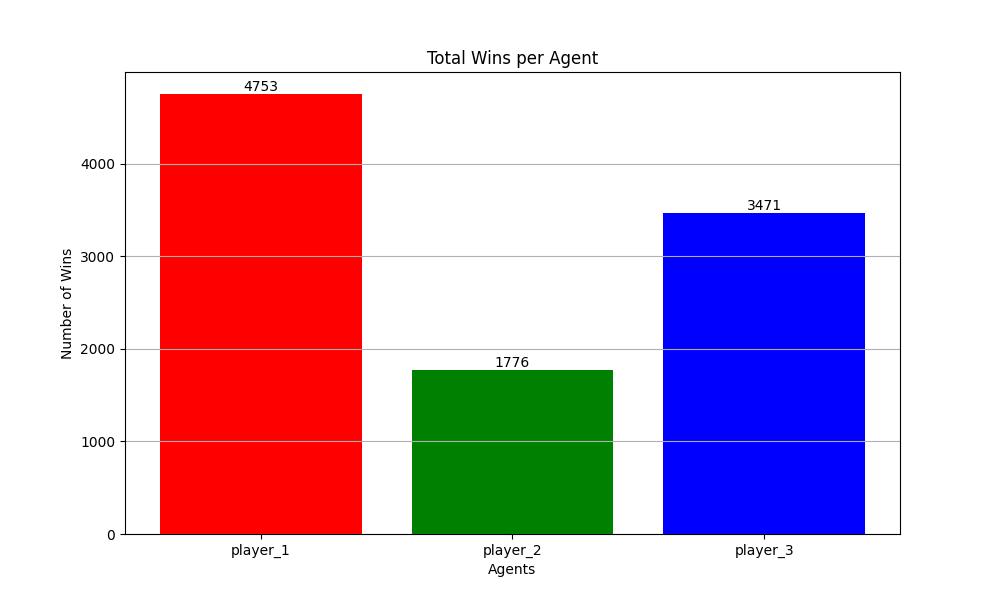 Total Wins per Agent
4753
3471
1776
4000
3000
2000
1000
0
Number of Wins
player_1
player_2
player_3
Agents